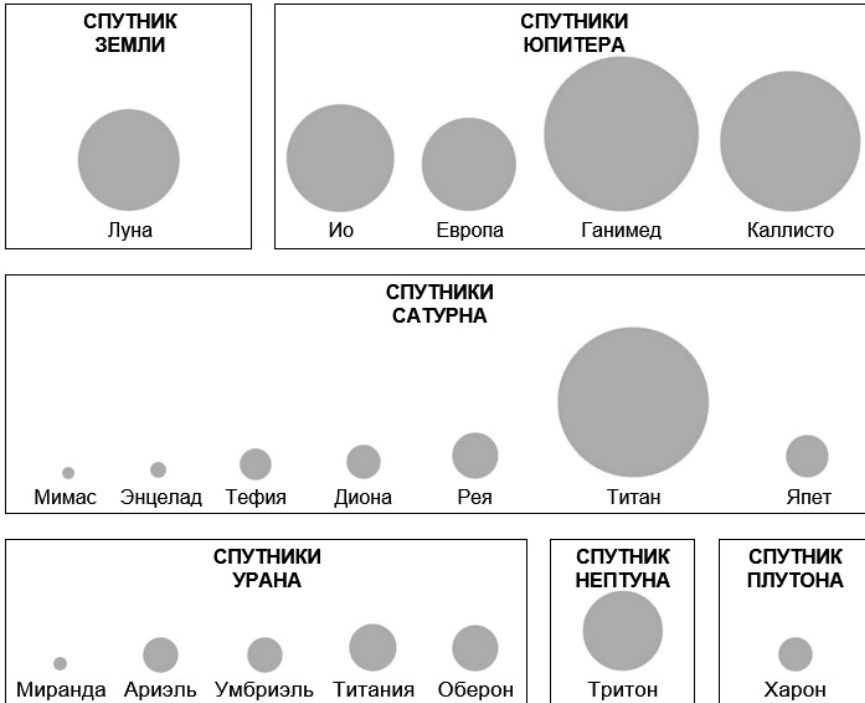 СПУТНИК
ЗЕМЛИ
Луна
СПУТНИКИ
ЮПИТЕРА
Ио Европа Ганимед Каллисто
СПУТНИКИ
САТУРНА
Мимас Энцелад Тефия Диона Рея Титан Япет
СПУТНИКИ
УРАНА
Миранда Ариэль Умбриэль Титания Оберон
СПУТНИК
НЕПТУНА
Тритон
СПУТНИК
ПЛУТОНА
Харон